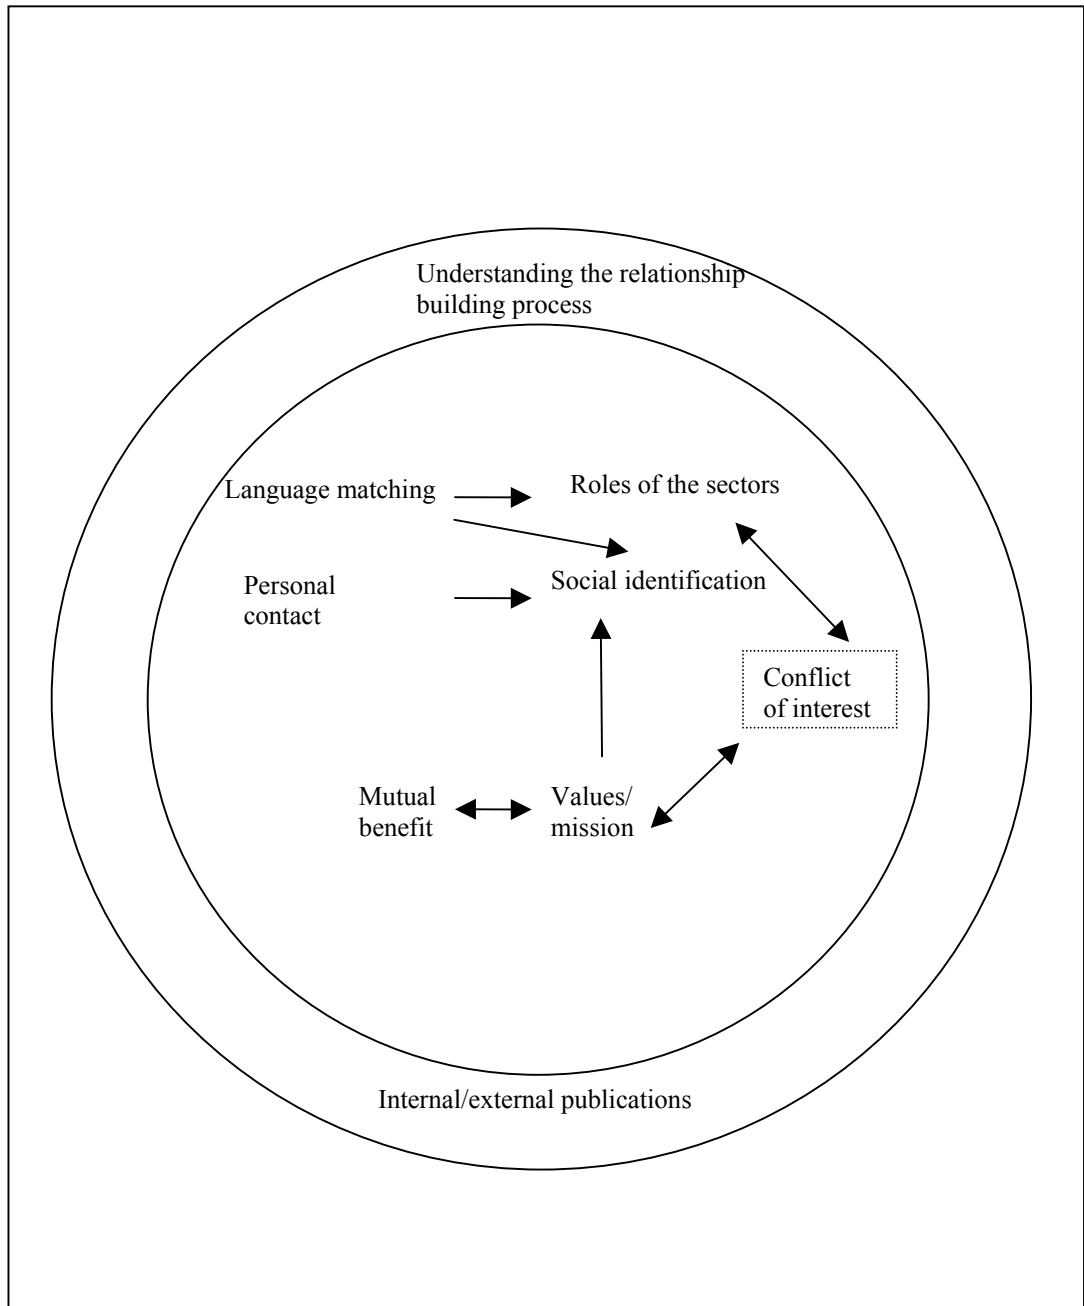 Understanding the relationship
building process
Language matching
Roles of the sectors
Social identification
Personal
contact
Conflict
of interest
Mutual
benefit
Values/
mission
Internal/external publications